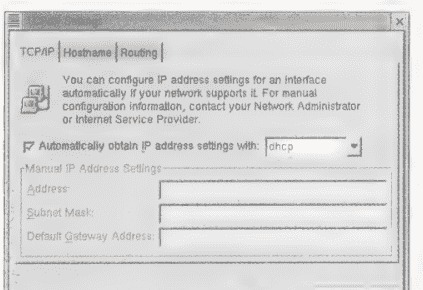 TCP/IP Hostname Routing
You can configure IP address settings for an interface
automatically if your network supports it. For manual
configuration information, contact your Network Administrator
or Internet Service Provider.
Automatically obtain IP address settings with: dhcp
Manual IP Address Settings
Address:
Subnet Mask:
Default Gateway Address: